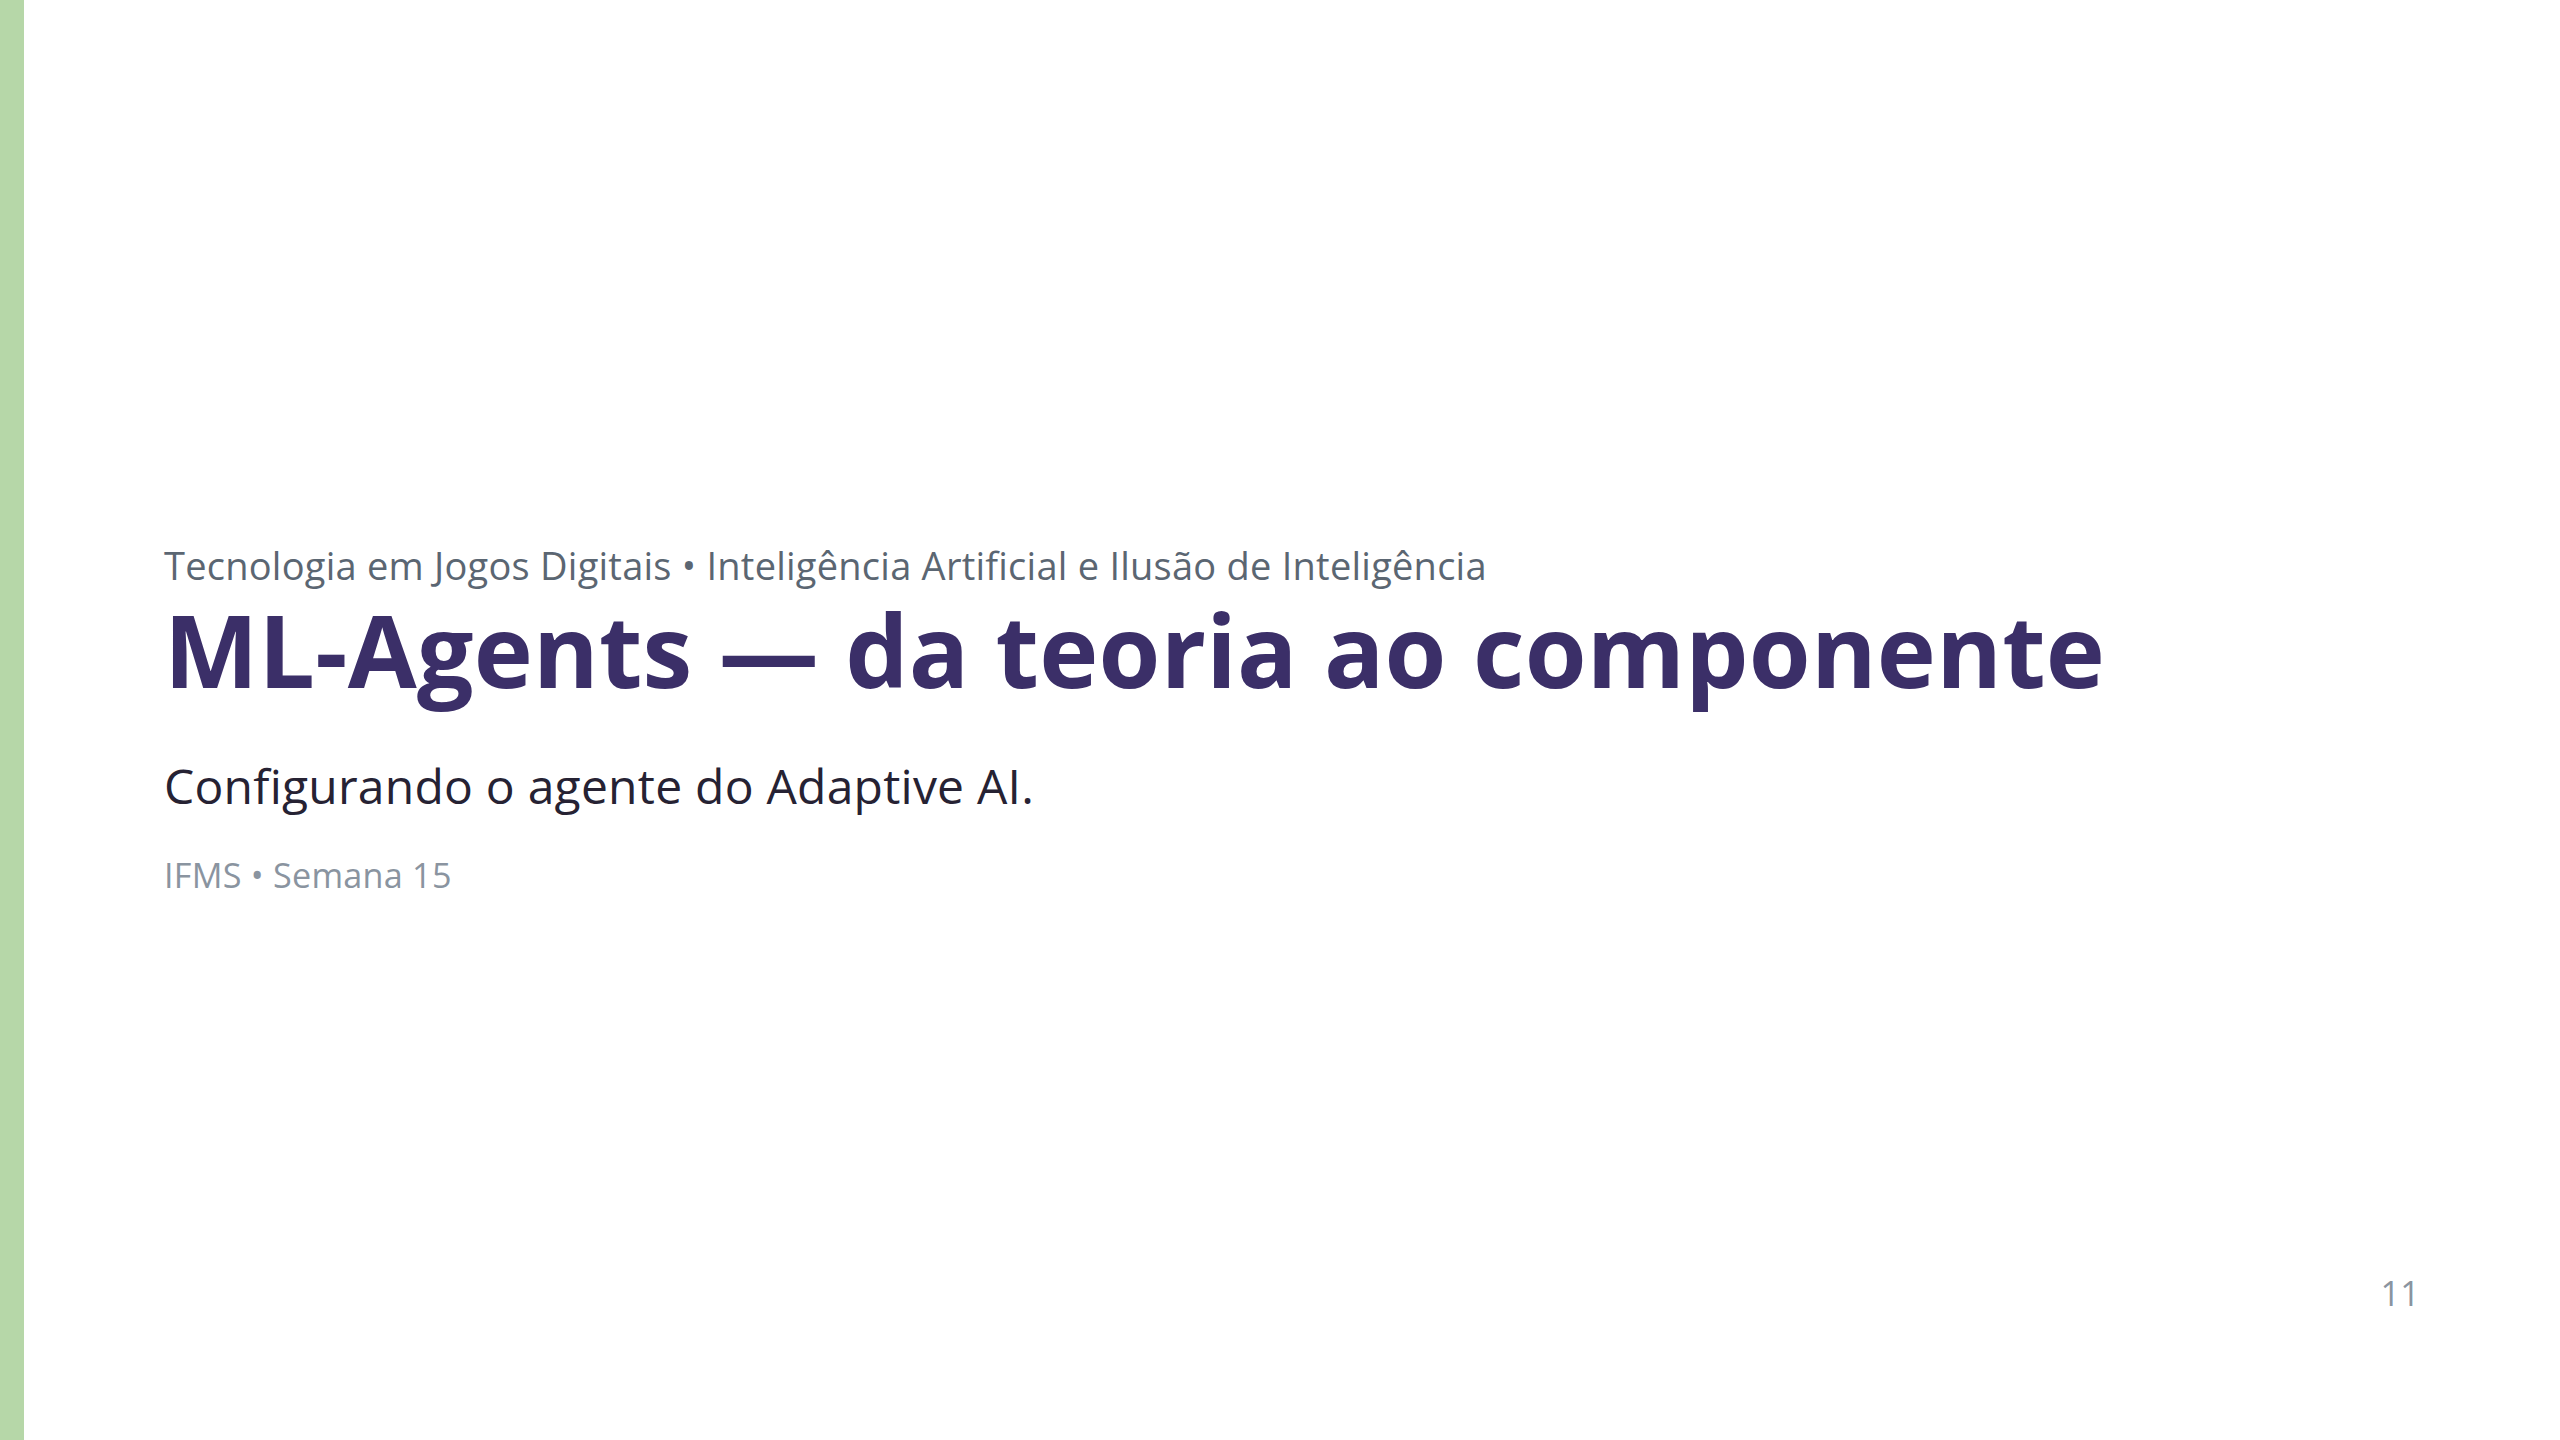 Tecnologia em Jogos Digitais • Inteligência Artificial e Ilusão de Inteligência
ML-Agents — da teoria ao componente
Configurando o agente do Adaptive AI.
IFMS • Semana 15
11